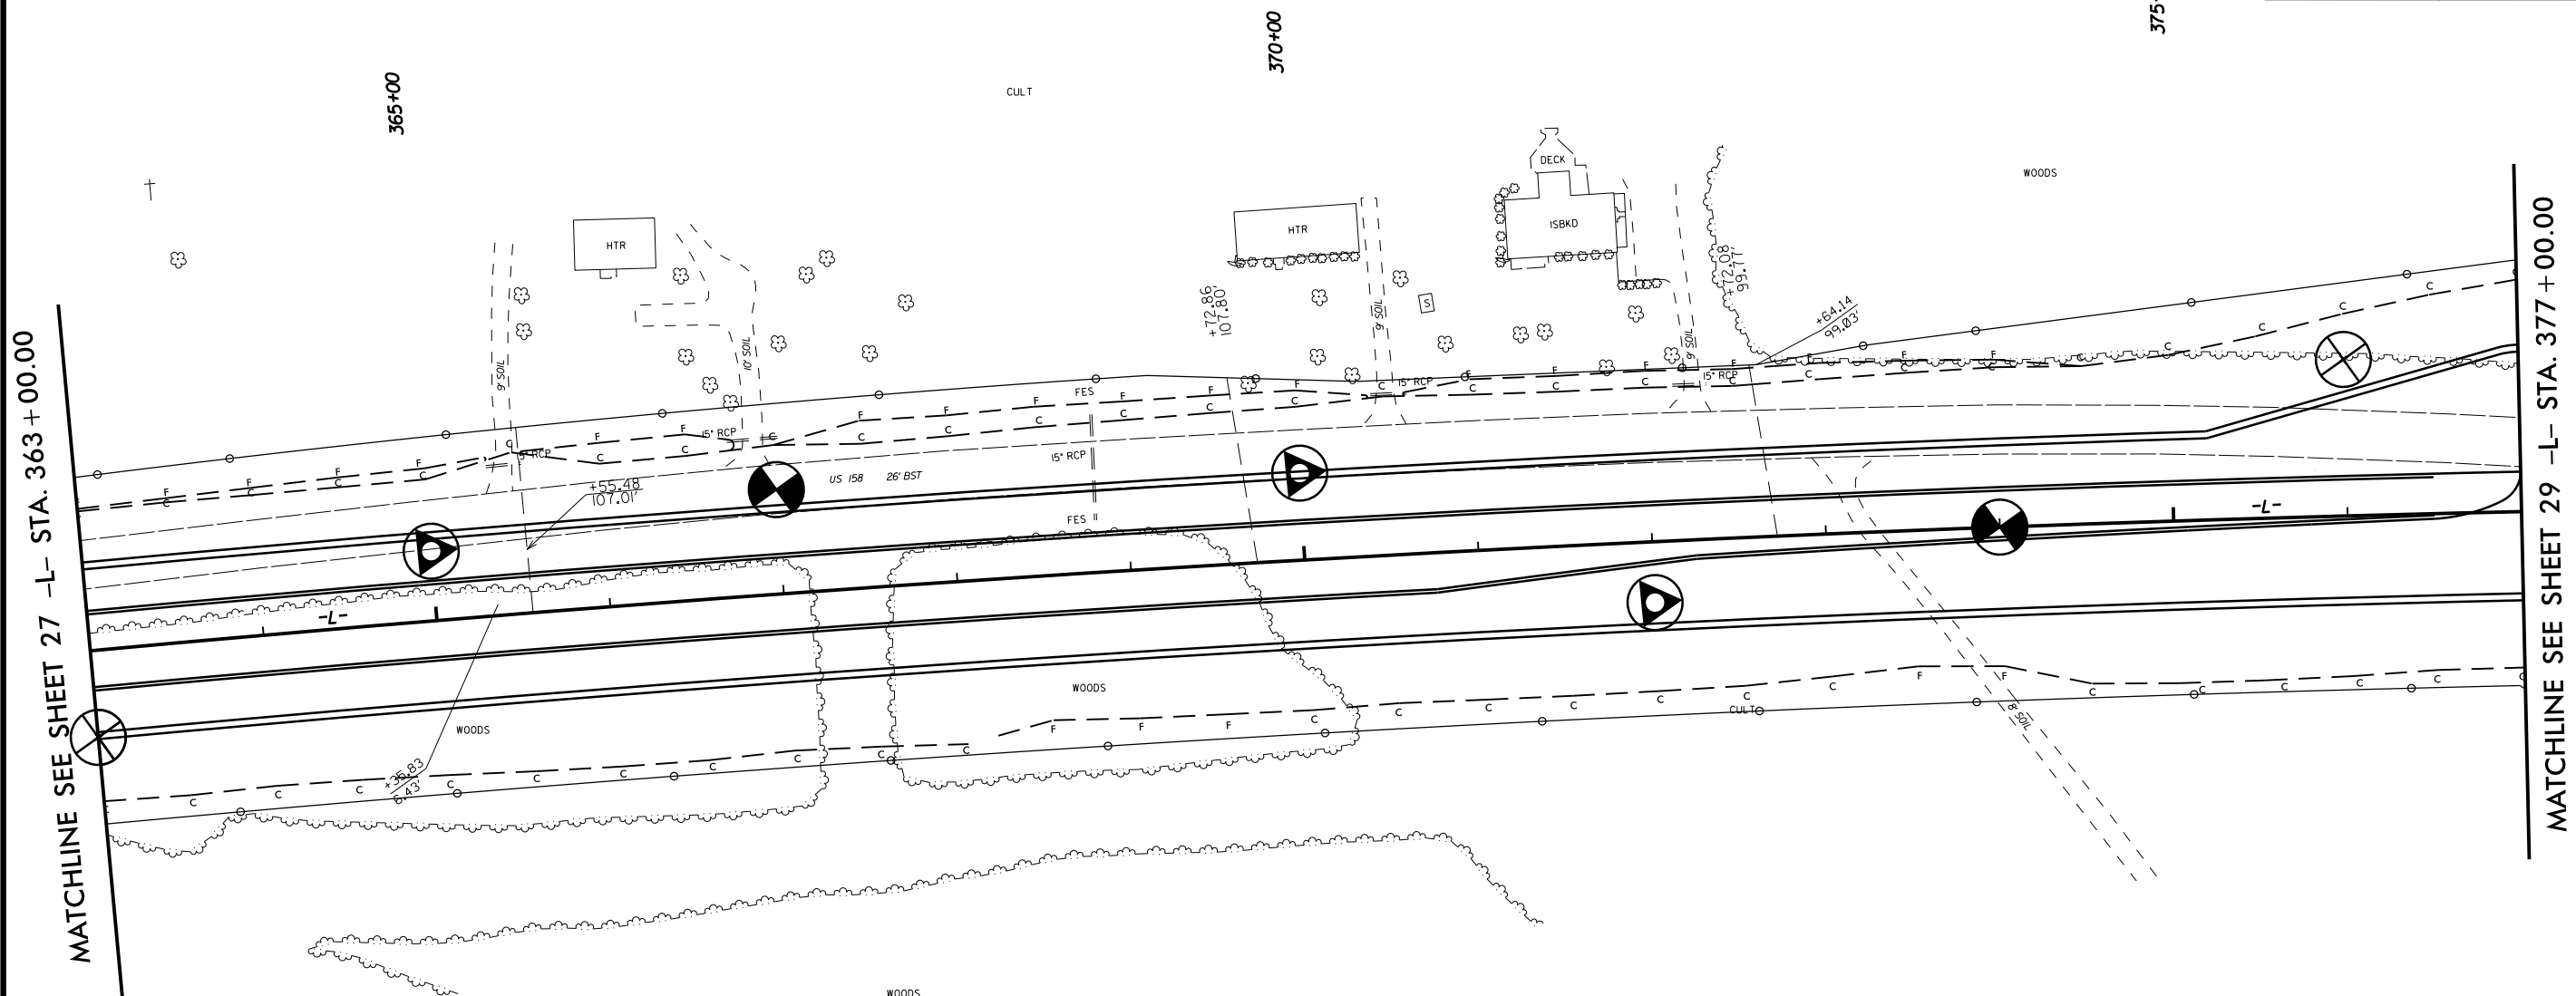 365+00
370+00
375+
CULT
WOODS
DECK
HTR
HTR
ISBKD
S
MATCHLINE SEE SHEET 27 -L- STA. 363+00.00
MATCHLINE SEE SHEET 29 -L- STA. 377+00.00
9' SOIL
10' SOIL
+72.86
107.80'
9' SOIL
9' SOIL
+72.08
99.77'
+64.14
99.03'
FES
15" RCP
15" RCP
15" RCP
15" RCP
15" RCP
US 158 26' BST
FES
+55.48
107.01'
-L-
-L-
WOODS
WOODS
CULT
8' SOIL
6.43'
WOODS
F F F F F F F F F F F F F F F F F F
C C C C C C C C C C C C C C C C C C C C C C C C C C C
C C C C C C C C C C F F F C C C C C C C F F C C C C C C